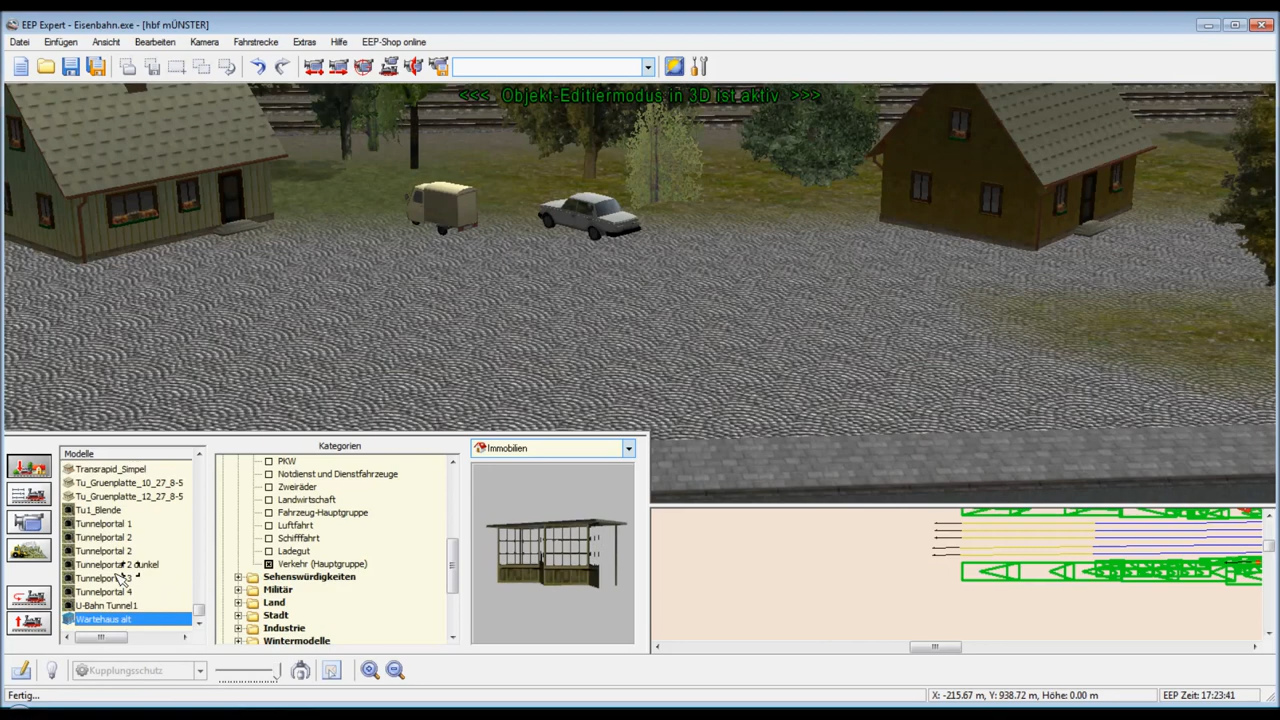 EEP Expert - Eisenbahn.exe - [hbf mÜNSTER]
Datei Einfügen Ansicht Bearbeiten Kamera Fahrstrecke Extras Hilfe EEP-Shop online
<<< Objekt-Editiermodus in 3D ist aktiv >>>
Modelle
Transrapid_Simpel
Tu_Gruenplatte_10_27_8-5
Tu_Gruenplatte_12_27_8-5
Tu1_Blende
Tunnelportal 1
Tunnelportal 2
Tunnelportal 2
Tunnelportal 2 dunkel
Tunnelportal 3
Tunnelportal 4
U-Bahn Tunnel1
Wartehaus alt
Kategorien
PKW
Notdienst und Dienstfahrzeuge
Zweiräder
Landwirtschaft
Fahrzeug-Hauptgruppe
Luftfahrt
Schifffahrt
Ladegut
Verkehr (Hauptgruppe)
Sehenswürdigkeiten
Militär
Land
Stadt
Industrie
Wintermodelle
Immobilien
Kupplungsschutz
Fertig...
X: -215.67 m, Y: 938.72 m, Höhe: 0.00 m
EEP Zeit: 17:23:41